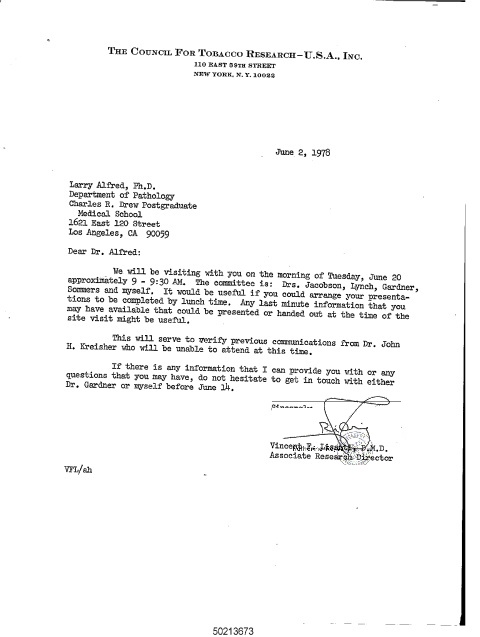 THE COUNCIL FOR TOBACCO RESEARCH-U.S.A., INC.
110 EAST 59TH STREET
NEW YORK, N. Y. 10022
June 2, 1978
Larry Alfred, Ph.D.
Department of Pathology
Charles R. Drew Postgraduate
Medical School
1621 East 120 Street
Los Angeles, CA 90059
Dear Dr. Alfred:
We will be visiting with you on the morning of Tuesday, June 20
approximately 9 - 9:30 AM. The committee is: Drs. Jacobson, Lynch, Gardner,
Sommers and myself. It would be useful if you could arrange your presenta-
tions to be completed by lunch time. Any last minute information that you
may have available that could be presented or handed out at the time of the
site visit might be useful.
This will serve to verify previous communications from Dr. John
H. Kreisher who will be unable to attend at this time.
If there is any information that I can provide you with or any
questions that you may have, do not hesitate to get in touch with either
Dr. Gardner or myself before June 14.
Vincent F. Lisanti, D.M.D.
Associate Research Director
VFL/ah
50213673